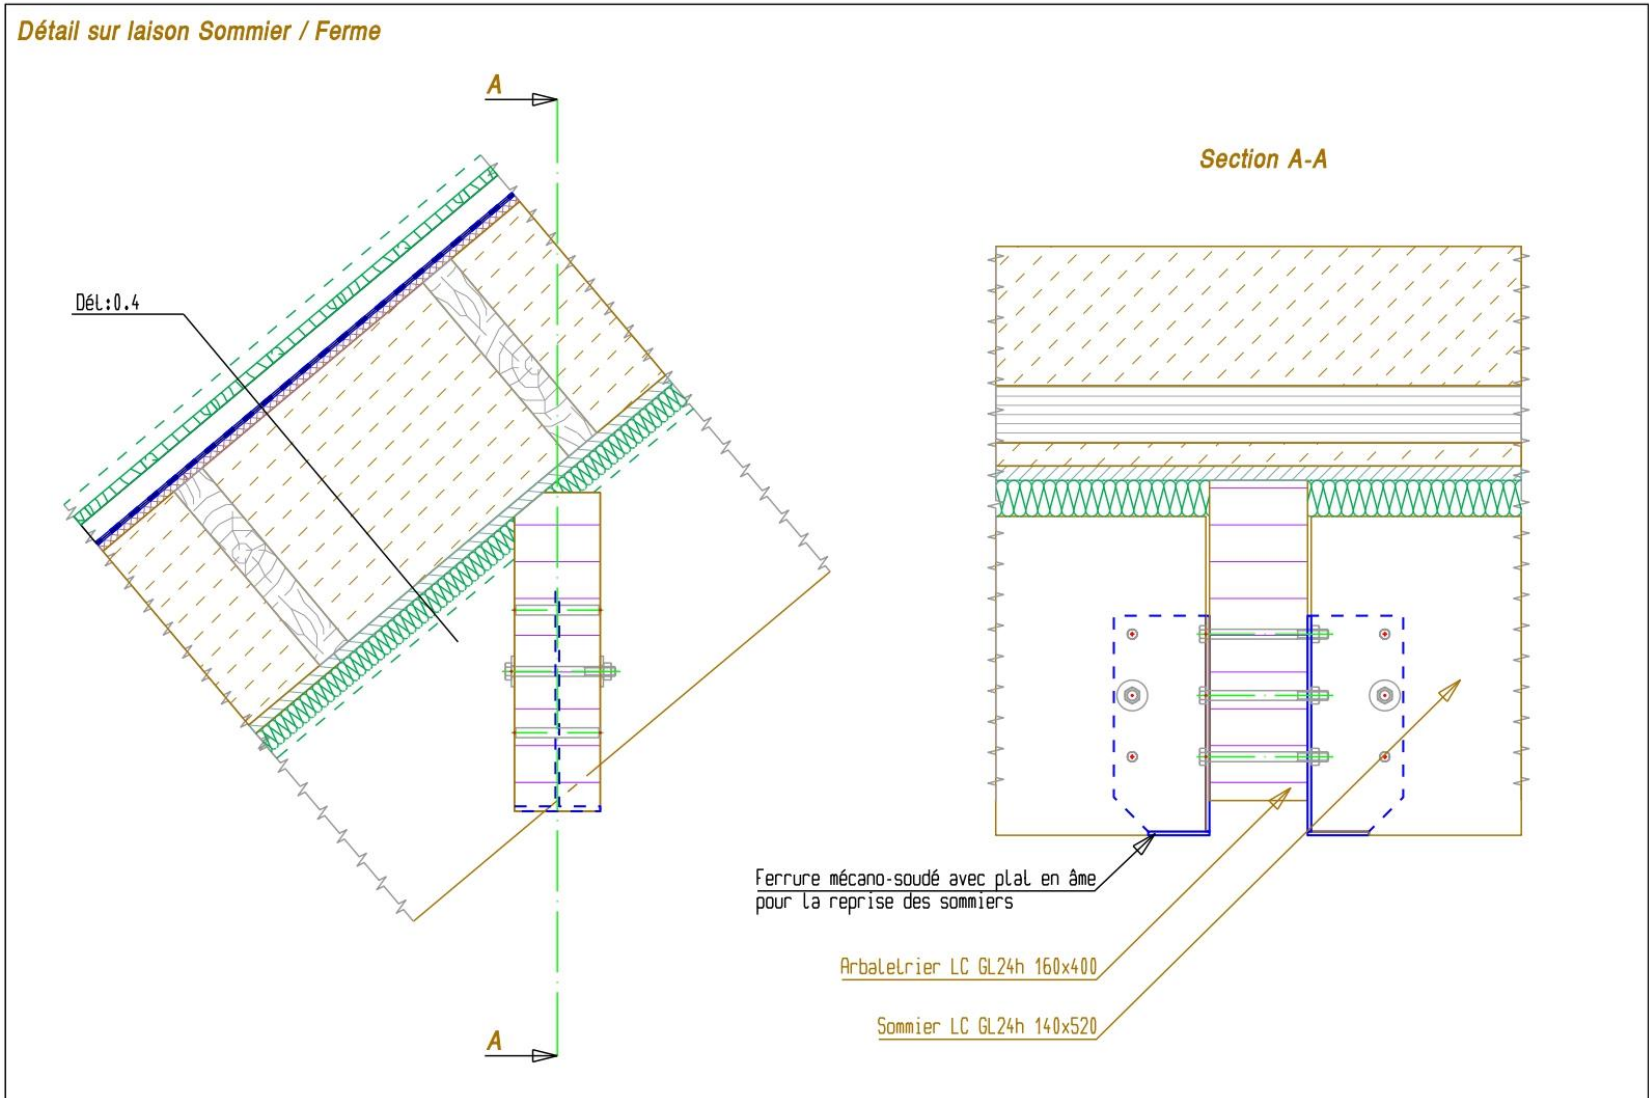 Détail sur laison Sommier / Ferme
A
Section A-A
Dét:0.4
Ferrure mécano-soudé avec plat en âme
pour la reprise des sommiers
Arbaletrier LC GL24h 160x400
Sommier LC GL24h 140x520
A